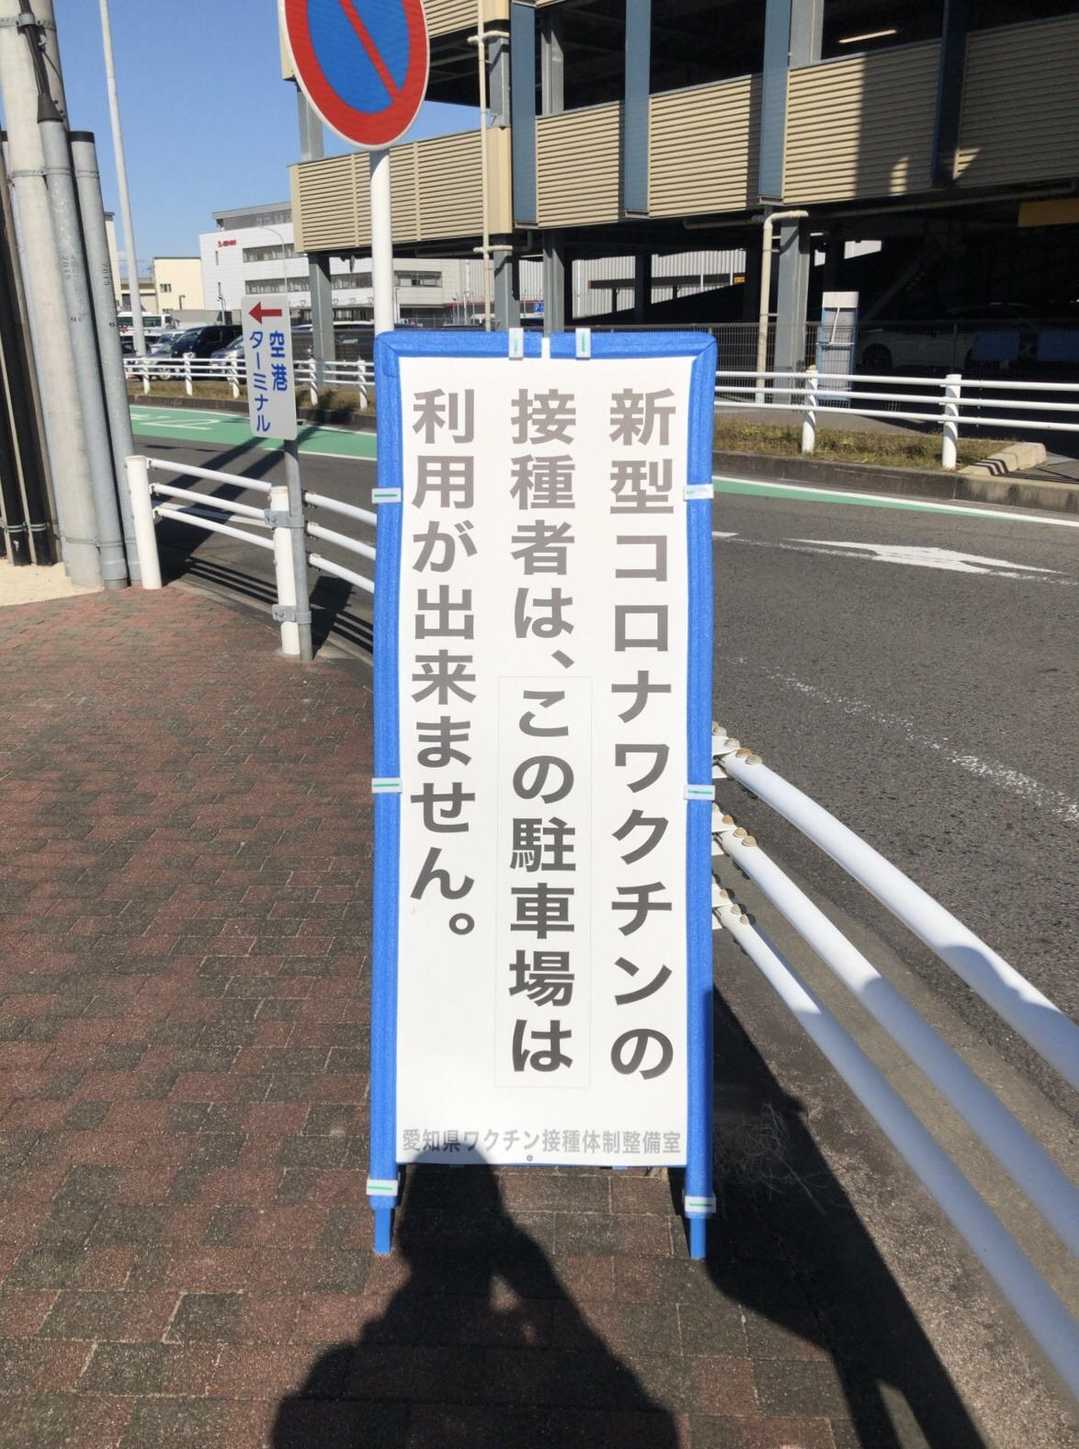 新型コロナワクチンの
接種者は、この駐車場は
利用が出来ません。
愛知県ワクチン接種体制整備室
空港
ターミナル